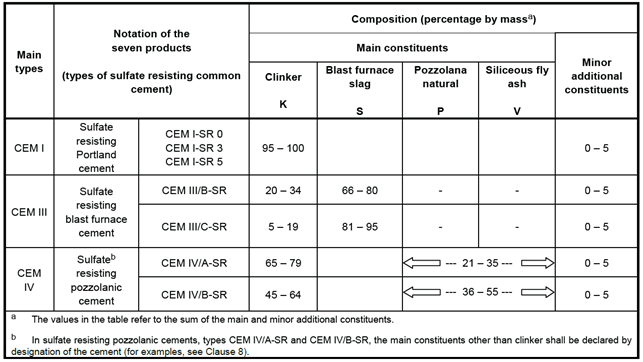 Main types
Notation of the seven products
(types of sulfate resisting common cement)
Composition (percentage by massᵃ)
Main constituents
Minor additional constituents
Clinker
K
Blast furnace slag
S
Pozzolana natural
P
Siliceous fly ash
V
CEM I
Sulfate resisting Portland cement
CEM I-SR 0
CEM I-SR 3
CEM I-SR 5
95 – 100
0 – 5
CEM III
Sulfate resisting blast furnace cement
CEM III/B-SR
20 – 34
66 – 80
-
-
0 – 5
CEM III/C-SR
5 – 19
81 – 95
-
-
0 – 5
CEM IV
Sulfateᵇ resisting pozzolanic cement
CEM IV/A-SR
65 – 79
--- 21 – 35 ---
0 – 5
CEM IV/B-SR
45 – 64
--- 36 – 55 ---
0 – 5
a The values in the table refer to the sum of the main and minor additional constituents.
b In sulfate resisting pozzolanic cements, types CEM IV/A-SR and CEM IV/B-SR, the main constituents other than clinker shall be declared by
designation of the cement (for examples, see Clause 8).